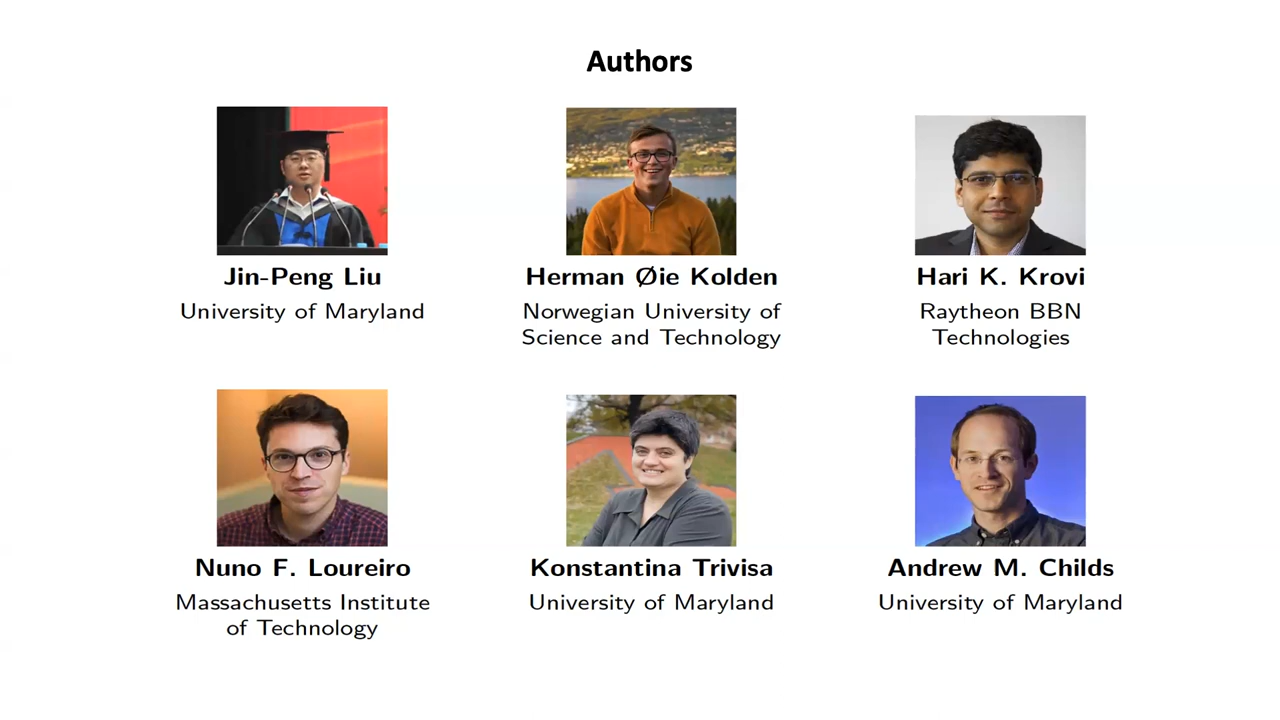 Authors
Jin-Peng Liu
University of Maryland
Herman Øie Kolden
Norwegian University of
Science and Technology
Hari K. Krovi
Raytheon BBN
Technologies
Nuno F. Loureiro
Massachusetts Institute
of Technology
Konstantina Trivisa
University of Maryland
Andrew M. Childs
University of Maryland